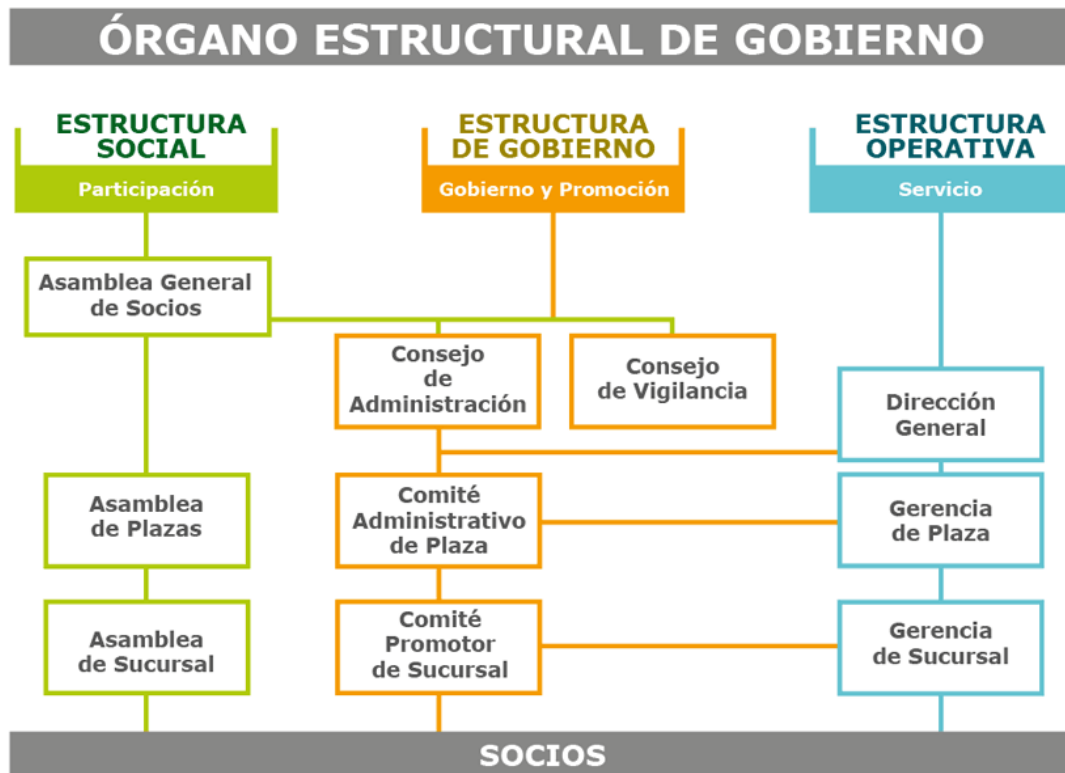 ÓRGANO ESTRUCTURAL DE GOBIERNO
ESTRUCTURA
SOCIAL
Participación
ESTRUCTURA
DE GOBIERNO
Gobierno y Promoción
ESTRUCTURA
OPERATIVA
Servicio
Asamblea General
de Socios
Consejo
de
Administración
Consejo
de Vigilancia
Dirección
General
Asamblea
de Plazas
Comité
Administrativo
de Plaza
Gerencia
de Plaza
Asamblea
de Sucursal
Comité
Promotor
de Sucursal
Gerencia
de Sucursal
SOCIOS